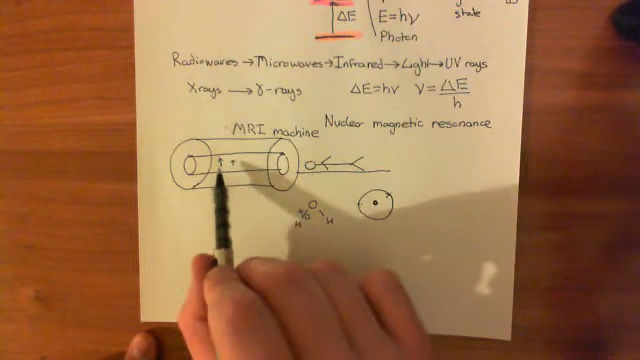 ΔE
E=hν
state
Photon
Radiowaves → Microwaves → Infrared → Light → UV rays
Xrays → γ-rays ΔE=hν ν = ΔE/h
MRI machine Nuclear magnetic resonance
O
H H